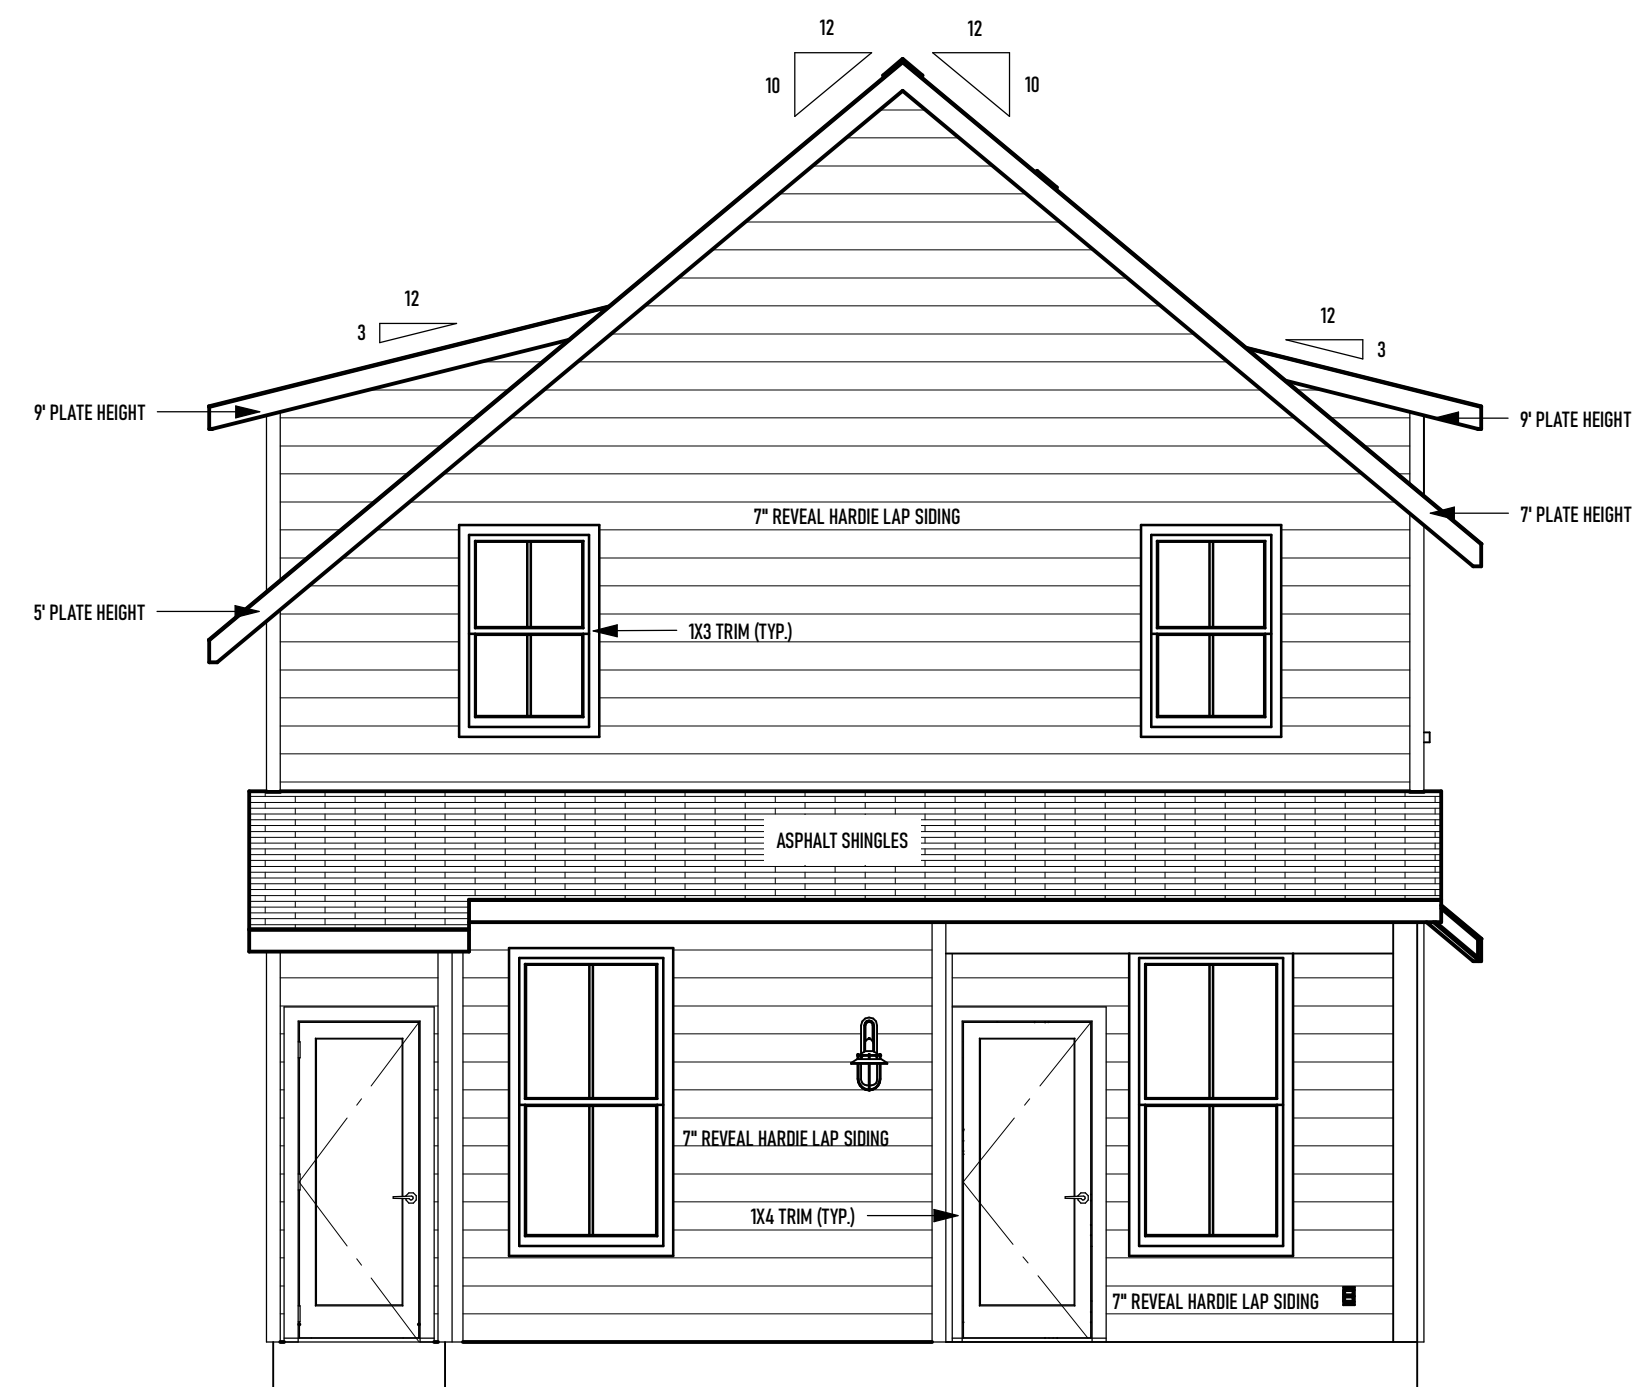 12
12
10
10
12
3
12
3
9' PLATE HEIGHT
9' PLATE HEIGHT
7" REVEAL HARDIE LAP SIDING
7' PLATE HEIGHT
5' PLATE HEIGHT
1X3 TRIM (TYP.)
ASPHALT SHINGLES
7" REVEAL HARDIE LAP SIDING
1X4 TRIM (TYP.)
7" REVEAL HARDIE LAP SIDING